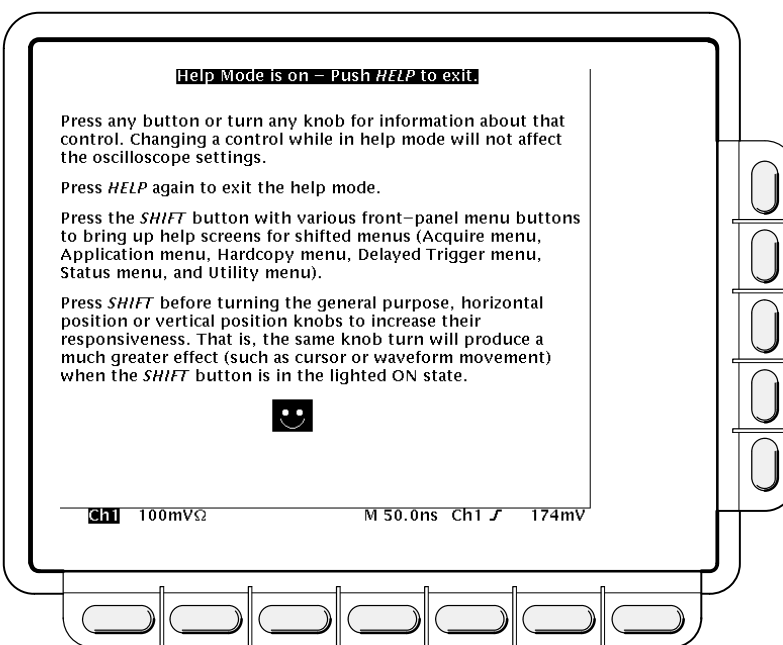 Help Mode is on – Push HELP to exit.
Press any button or turn any knob for information about that
control. Changing a control while in help mode will not affect
the oscilloscope settings.
Press HELP again to exit the help mode.
Press the SHIFT button with various front–panel menu buttons
to bring up help screens for shifted menus (Acquire menu,
Application menu, Hardcopy menu, Delayed Trigger menu,
Status menu, and Utility menu).
Press SHIFT before turning the general purpose, horizontal
position or vertical position knobs to increase their
responsiveness. That is, the same knob turn will produce a
much greater effect (such as cursor or waveform movement)
when the SHIFT button is in the lighted ON state.
Ch1 100mVΩ M 50.0ns Ch1 ƒ 174mV